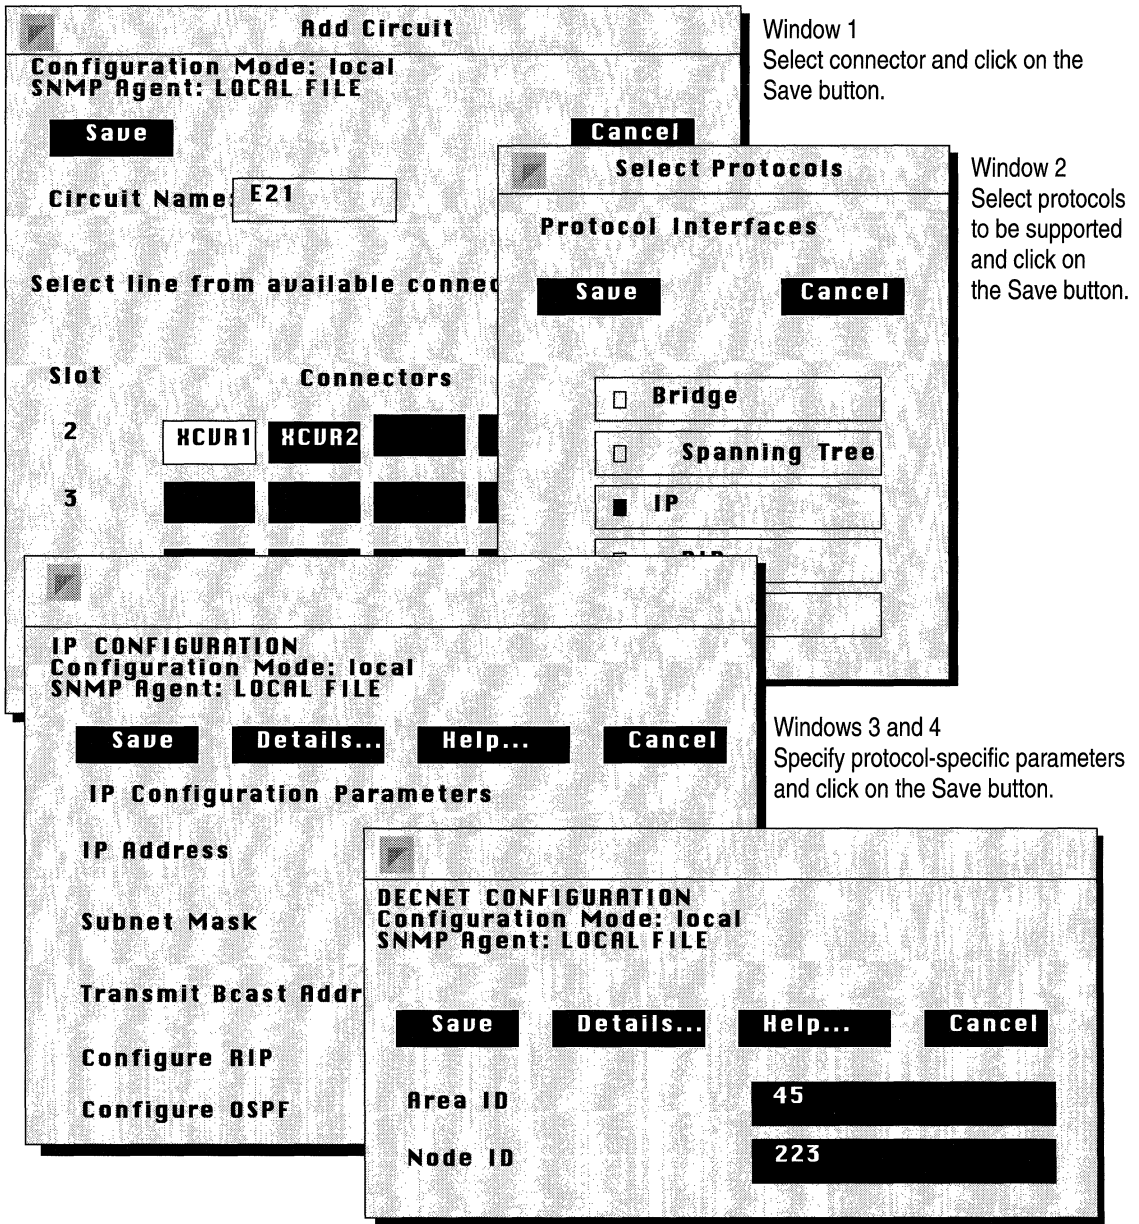 Add Circuit
Configuration Mode: local
SNMP Agent: LOCAL FILE
Save
Cancel
Circuit Name:
E21
Select line from available connec
Slot
Connectors
2
XCVR1
XCVR2
3
Window 1
Select connector and click on the
Save button.
Select Protocols
Protocol Interfaces
Save
Cancel
Bridge
Spanning Tree
IP
RIP
Window 2
Select protocols
to be supported
and click on
the Save button.
IP CONFIGURATION
Configuration Mode: local
SNMP Agent: LOCAL FILE
Save
Details...
Help...
Cancel
IP Configuration Parameters
IP Address
Subnet Mask
Transmit Bcast Addr
Configure RIP
Configure OSPF
Windows 3 and 4
Specify protocol-specific parameters
and click on the Save button.
DECNET CONFIGURATION
Configuration Mode: local
SNMP Agent: LOCAL FILE
Save
Details...
Help...
Cancel
Area ID
45
Node ID
223